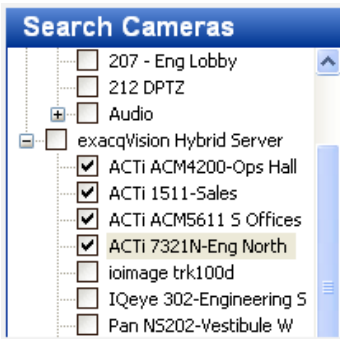 Search Cameras
207 - Eng Lobby
212 DPTZ
Audio
exacqVision Hybrid Server
ACTi ACM4200-Ops Hall
ACTi 1511-Sales
ACTi ACM5611 S Offices
ACTi 7321N-Eng North
ioimage trk100d
IQeye 302-Engineering S
Pan NS202-Vestibule W